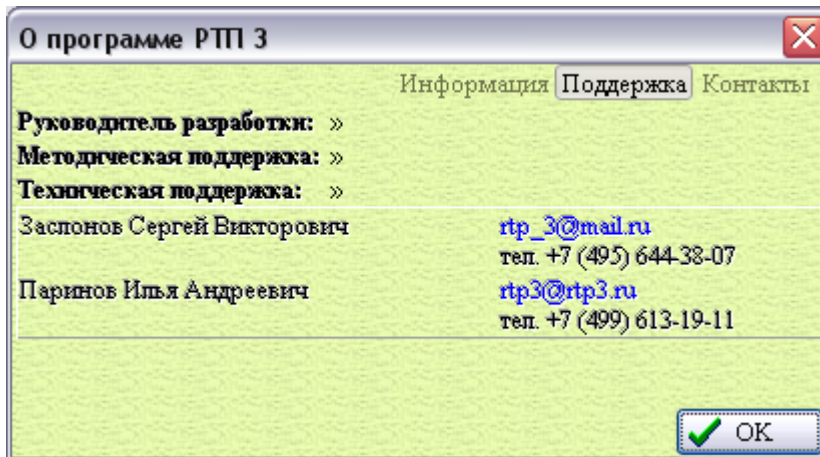 О программе РТП 3
Информация Поддержка Контакты
Руководитель разработки: »
Методическая поддержка: »
Техническая поддержка: »
Заспонов Сергей Викторович rtp_3@mail.ru
тел. +7 (495) 644-38-07
Паринов Илья Андреевич rtp3@rtp3.ru
тел. +7 (499) 613-19-11
OK